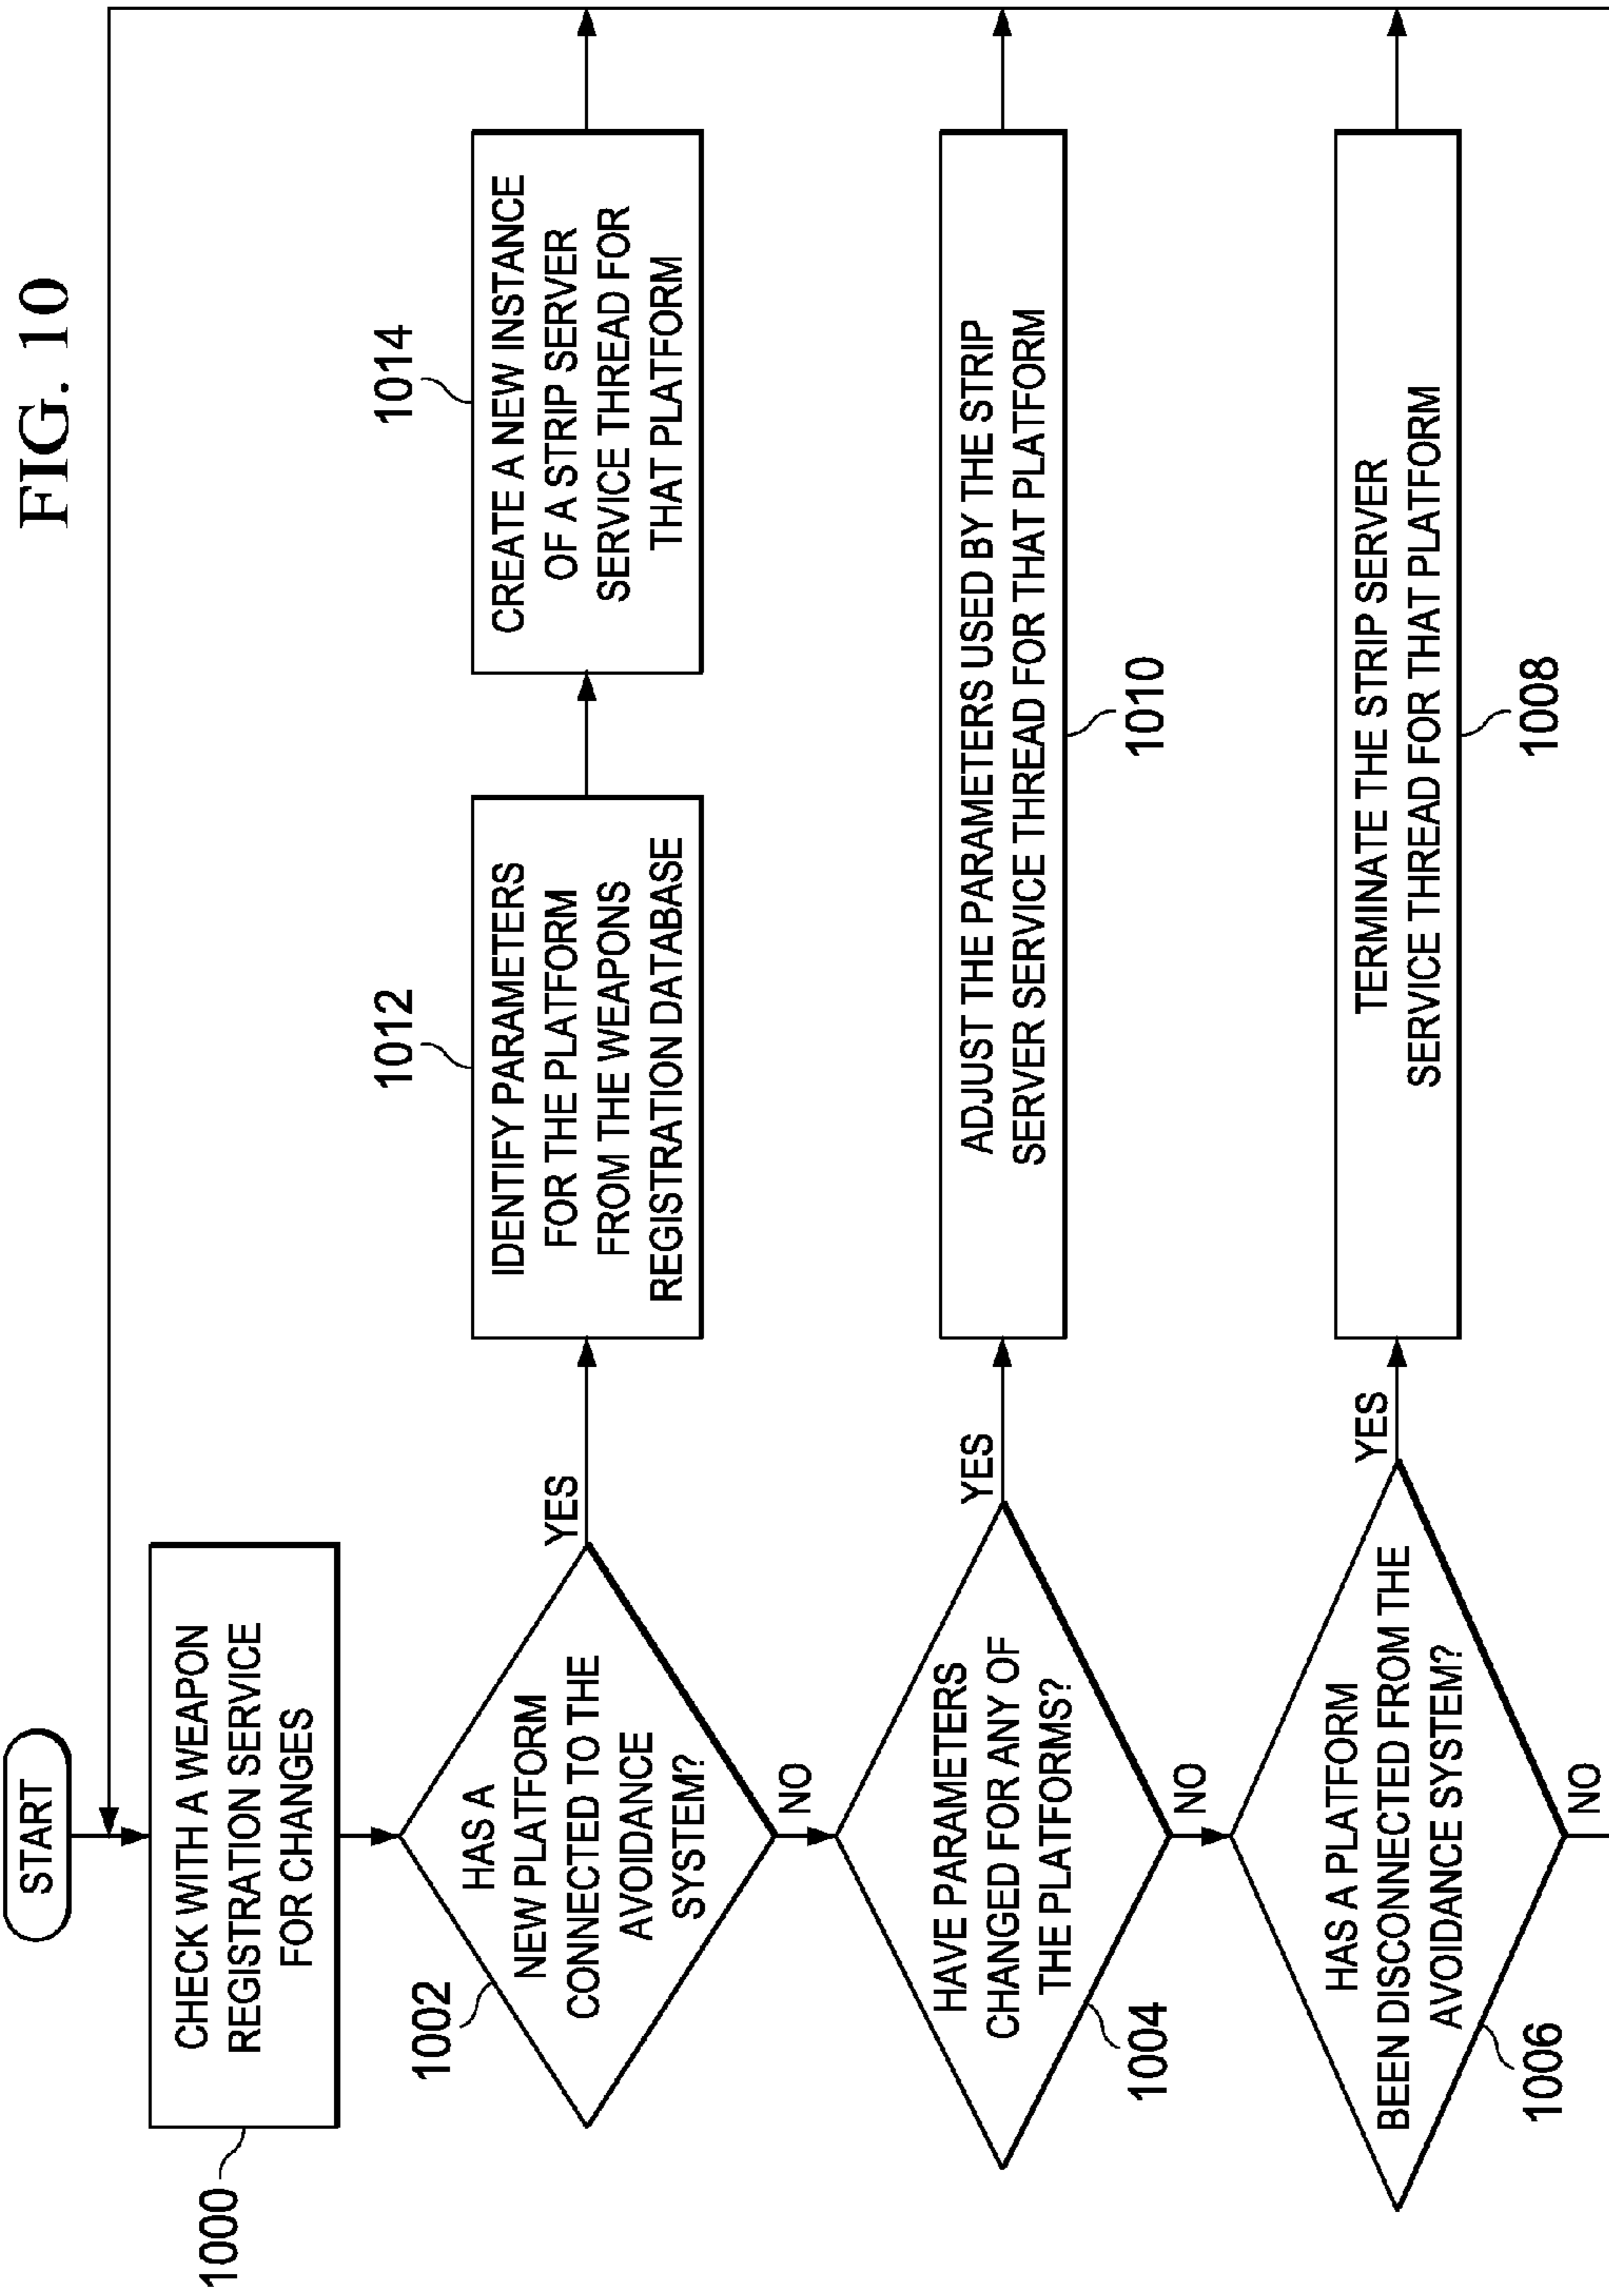 FIG. 10
START
CHECK WITH A WEAPON
REGISTRATION SERVICE
FOR CHANGES
1000
HAS A
NEW PLATFORM
CONNECTED TO THE
AVOIDANCE
SYSTEM?
1002
YES
NO
IDENTIFY PARAMETERS
FOR THE PLATFORM
FROM THE WEAPONS
REGISTRATION DATABASE
1012
CREATE A NEW INSTANCE
OF A STRIP SERVER
SERVICE THREAD FOR
THAT PLATFORM
1014
HAVE PARAMETERS
CHANGED FOR ANY OF
THE PLATFORMS?
1004
YES
NO
ADJUST THE PARAMETERS USED BY THE STRIP
SERVER SERVICE THREAD FOR THAT PLATFORM
1010
HAS A PLATFORM
BEEN DISCONNECTED FROM THE
AVOIDANCE SYSTEM?
1006
YES
NO
TERMINATE THE STRIP SERVER
SERVICE THREAD FOR THAT PLATFORM
1008